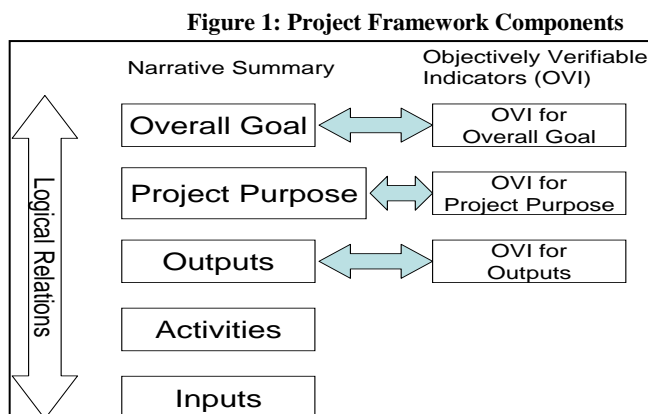 Figure 1: Project Framework Components
Narrative Summary
Objectively Verifiable
Indicators (OVI)
Logical Relations
Overall Goal
OVI for
Overall Goal
Project Purpose
OVI for
Project Purpose
Outputs
OVI for
Outputs
Activities
Inputs